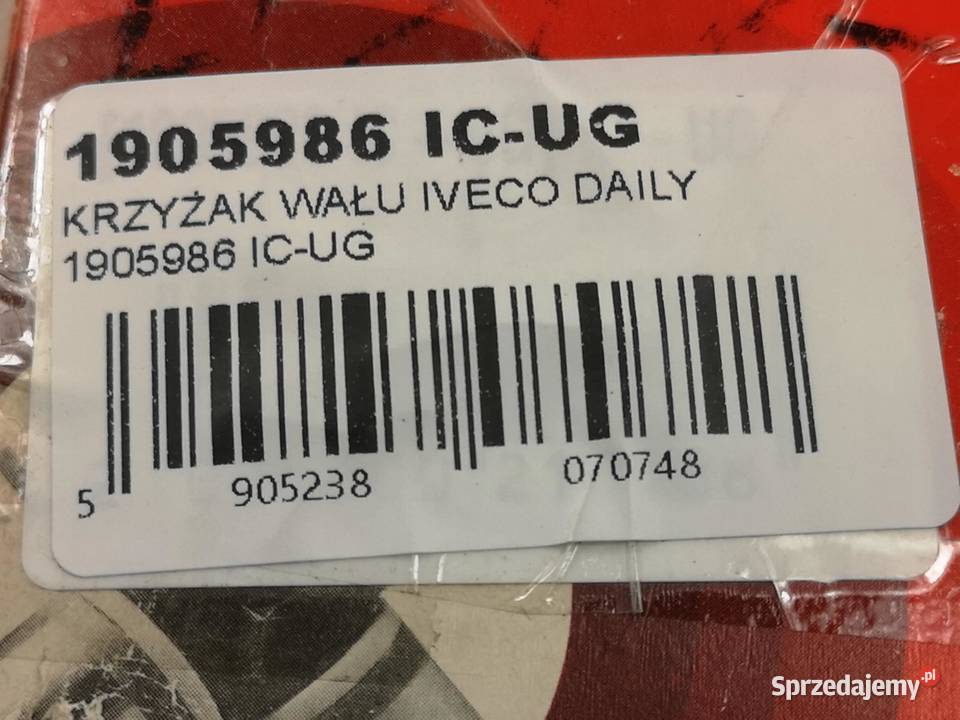 1905986 IC-UG
KRZYŻAK WAŁU IVECO DAILY
1905986 IC-UG
5 905238 070748
Sprzedajemy.pl